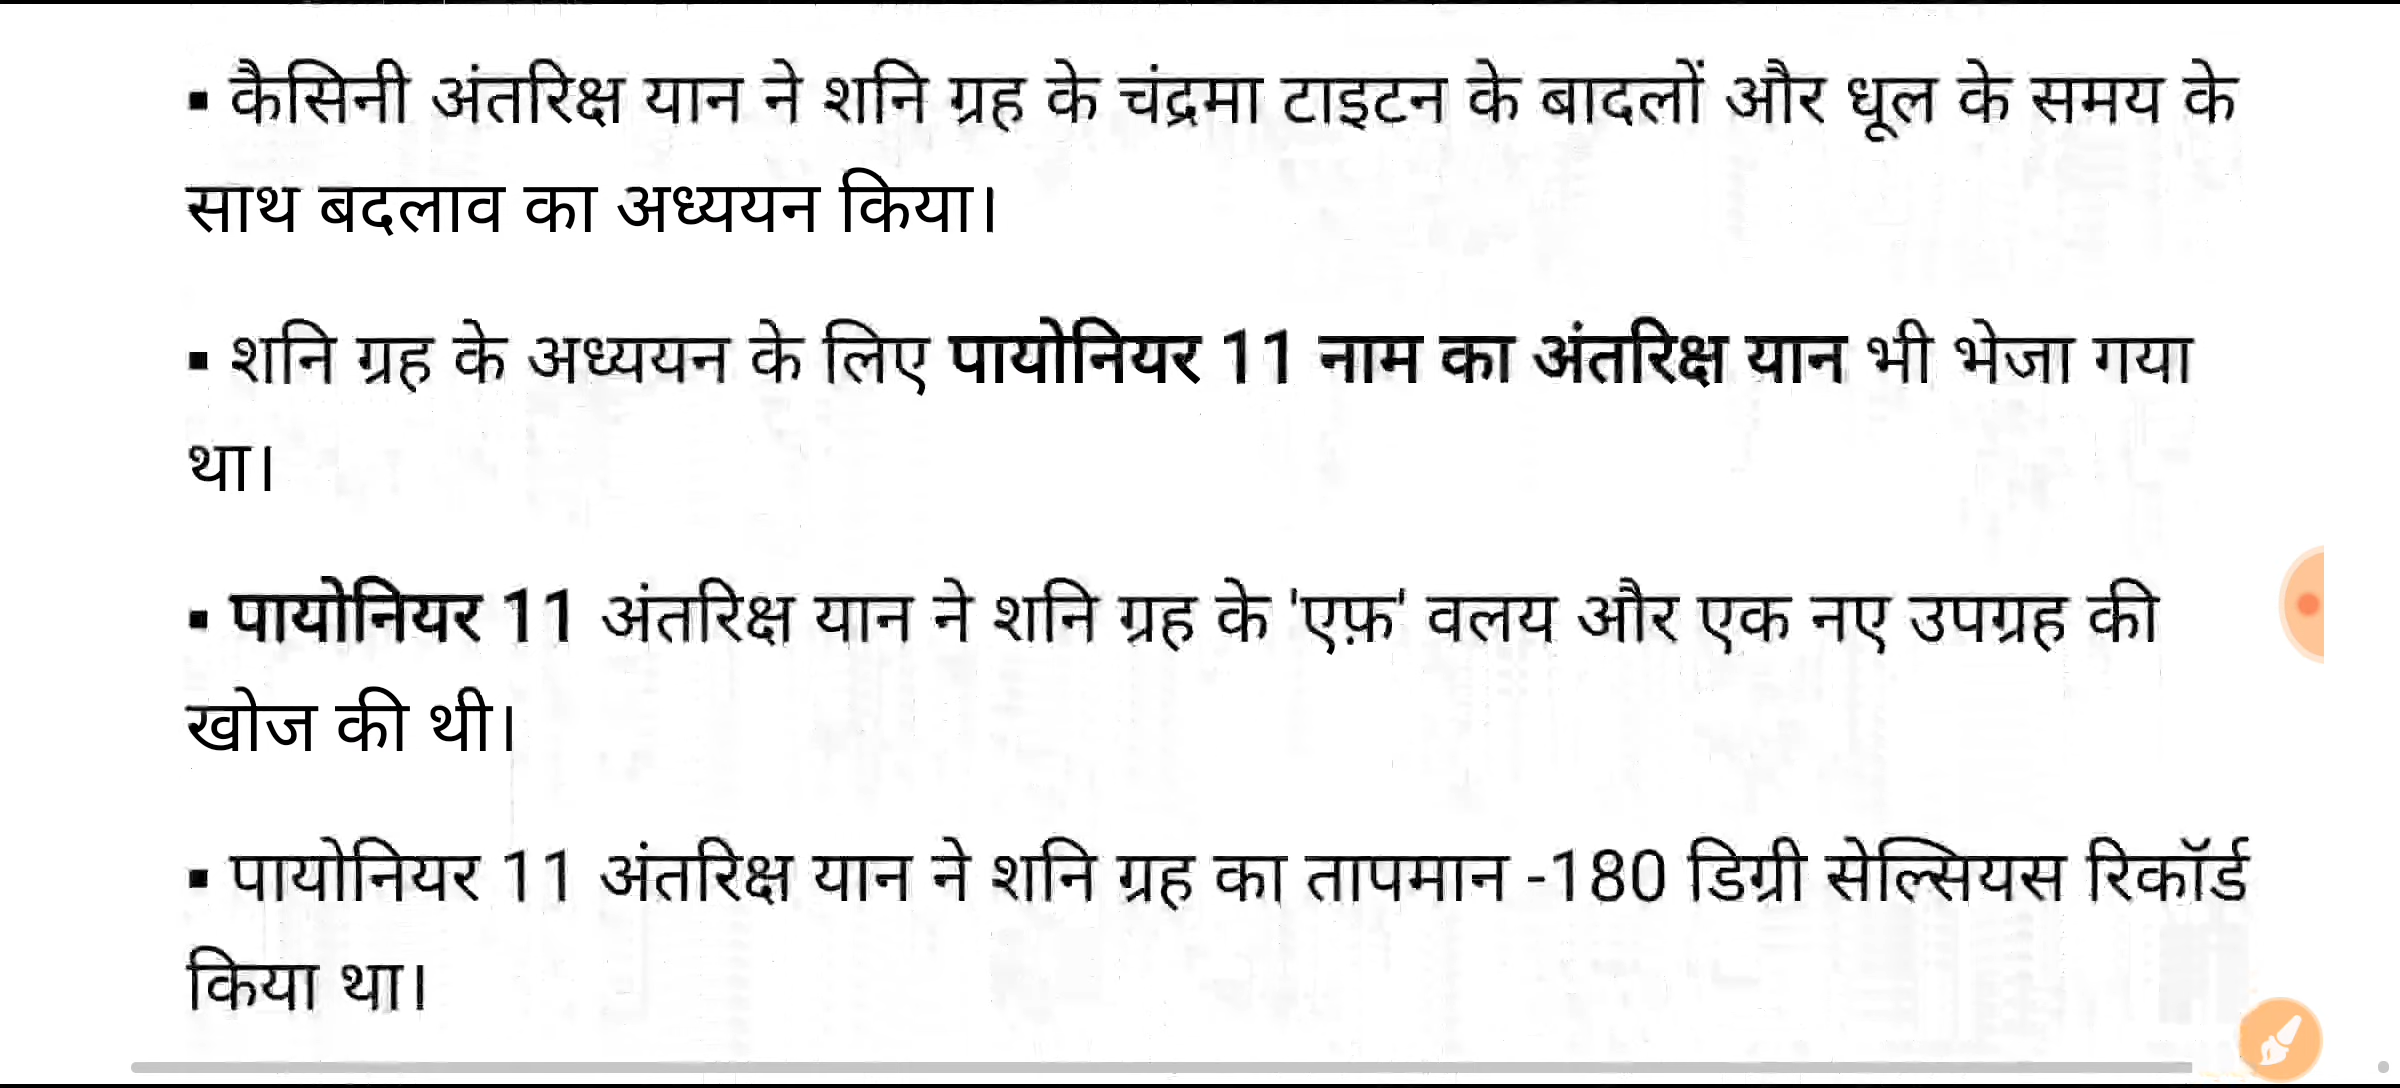 ▪ कैसिनी अंतरिक्ष यान ने शनि ग्रह के चंद्रमा टाइटन के बादलों और धूल के समय के
साथ बदलाव का अध्ययन किया।
▪ शनि ग्रह के अध्ययन के लिए पायोनियर 11 नाम का अंतरिक्ष यान भी भेजा गया
था।
▪ पायोनियर 11 अंतरिक्ष यान ने शनि ग्रह के 'एफ़' वलय और एक नए उपग्रह की
खोज की थी।
▪ पायोनियर 11 अंतरिक्ष यान ने शनि ग्रह का तापमान -180 डिग्री सेल्सियस रिकॉर्ड
किया था।